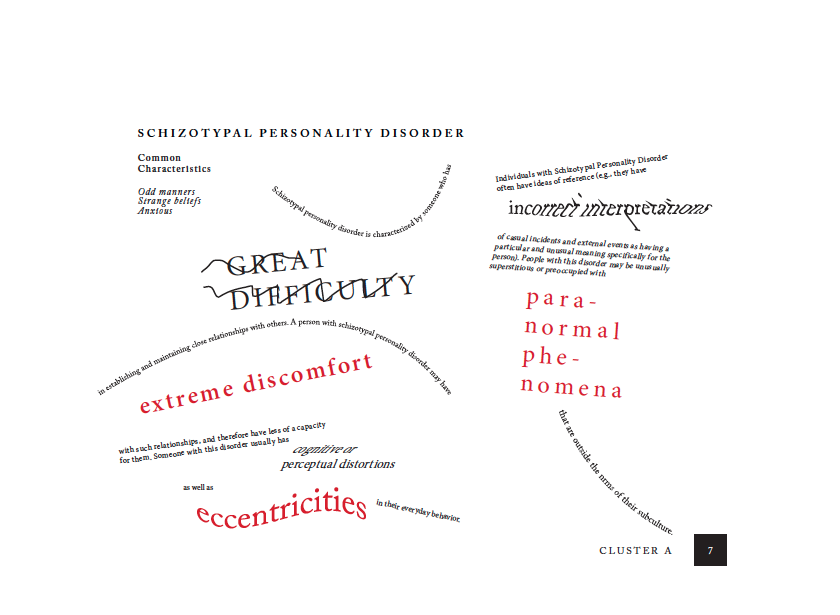 SCHIZOTYPAL PERSONALITY DISORDER
Common
Characteristics
Odd manners
Strange beliefs
Anxious
Schizotypal personality disorder is characterized by someone who has
GREAT
DIFFICULTY
in establishing and maintaining close relationships with others. A person with schizotypal personality disorder may have
extreme discomfort
with such relationships, and therefore have less of a capacity
for them. Someone with this disorder usually has
cognitive or
perceptual distortions
as well as
eccentricities
in their everyday behavior.
Individuals with Schizotypal Personality Disorder
often have ideas of reference (e.g., they have
incorrect interpretations
of casual incidents and external events as having a
particular and unusual meaning specifically for the
person). People with this disorder may be unusually
superstitious or preoccupied with
para-
normal
phe-
nomena
that are outside the nrms of their subculture.
CLUSTER A
7